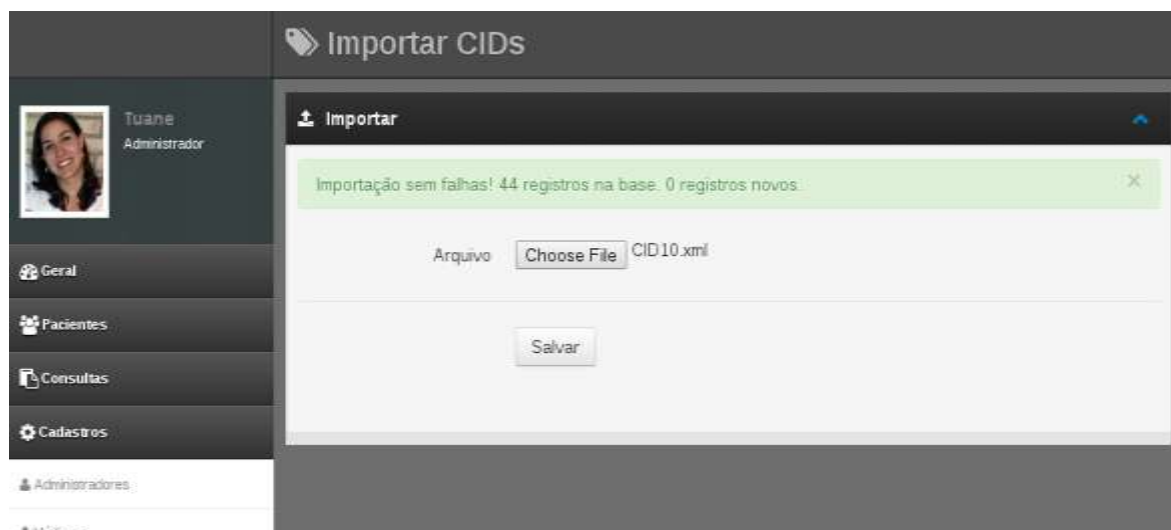 Importar CIDs
Tuane
Administrador
Importar
Importação sem falhas! 44 registros na base. 0 registros novos.
Arquivo Choose File CID10.xml
Salvar
Geral
Pacientes
Consultas
Cadastros
Administradores